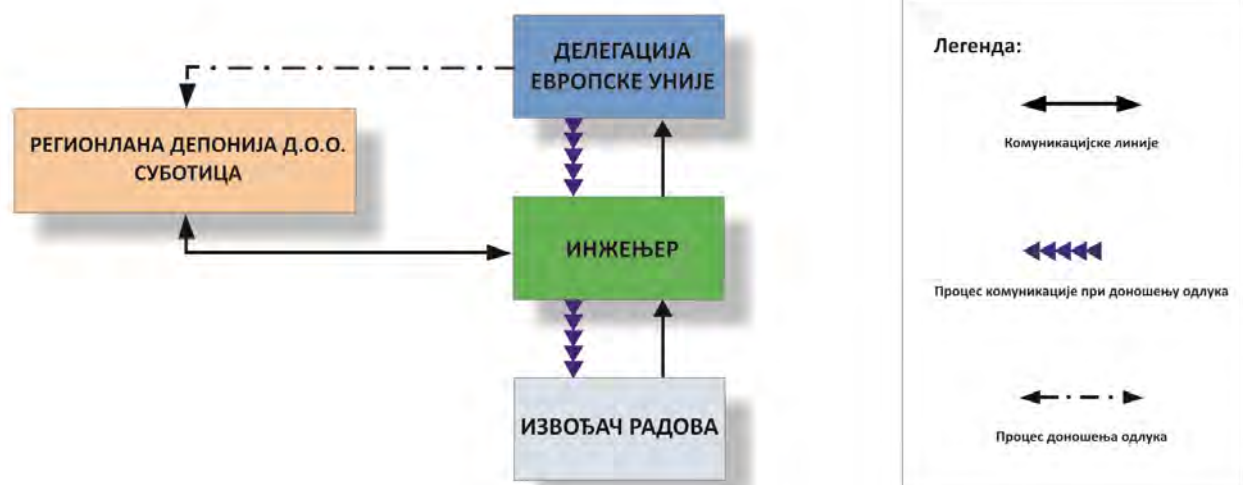 ДЕЛЕГАЦИЈА
ЕВРОПСКЕ УНИЈЕ
РЕГИОНЛАНА ДЕПОНИЈА Д.О.О.
СУБОТИЦА
ИНЖЕЊЕР
ИЗВОЂАЧ РАДОВА
Легенда:
Комуникацијске линије
Процес комуникације при доношењу одлука
Процес доношења одлука